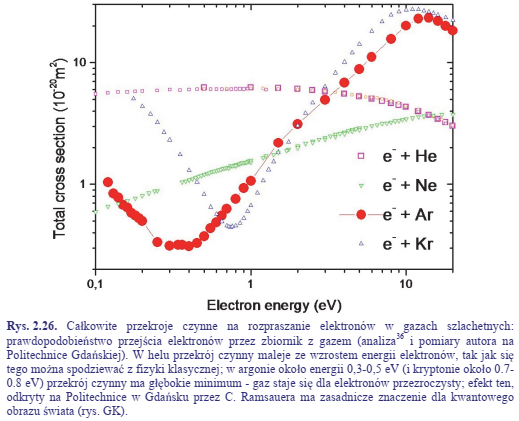 Total cross section (10⁻²⁰m²)
10
1
e⁻ + He
e⁻ + Ne
e⁻ + Ar
e⁻ + Kr
0,1 1 10
Electron energy (eV)
Rys. 2.26. Całkowite przekroje czynne na rozpraszanie elektronów w gazach szlachetnych:
prawdopodobieństwo przejścia elektronów przez zbiornik z gazem (analiza³⁶ i pomiary autora na
Politechnice Gdańskiej). W helu przekrój czynny maleje ze wzrostem energii elektronów, tak jak się
tego można spodziewać z fizyki klasycznej; w argonie około energii 0,3-0,5 eV (i kryptonie około 0.7-
0.8 eV) przekrój czynny ma głębokie minimum - gaz staje się dla elektronów przezroczysty; efekt ten,
odkryty na Politechnice w Gdańsku przez C. Ramsauera ma zasadnicze znaczenie dla kwantowego
obrazu świata (rys. GK).